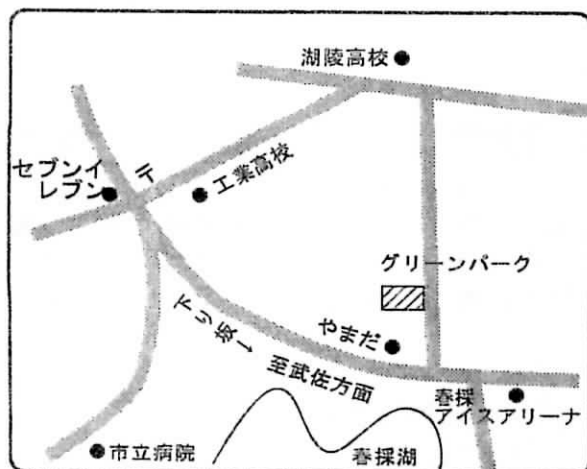 湖陵高校
セブンイ
レブン
〒
工業高校
グリーンパーク
やまだ
下り坂→
至武佐方面
春採
アイスアリーナ
市立病院
春採湖